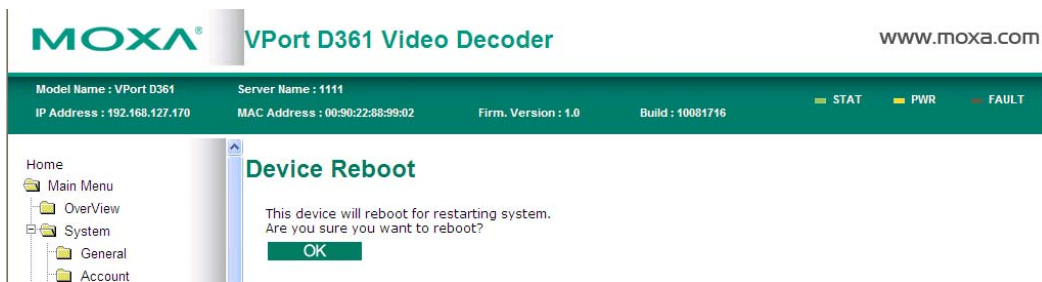 MOXA®
VPort D361 Video Decoder
www.moxa.com
Model Name : VPort D361
Server Name : 1111
IP Address : 192.168.127.170
MAC Address : 00:90:22:88:99:02
Firm. Version : 1.0
Build : 10081716
STAT
PWR
FAULT
Home
Main Menu
OverView
System
General
Account
Device Reboot
This device will reboot for restarting system.
Are you sure you want to reboot?
OK